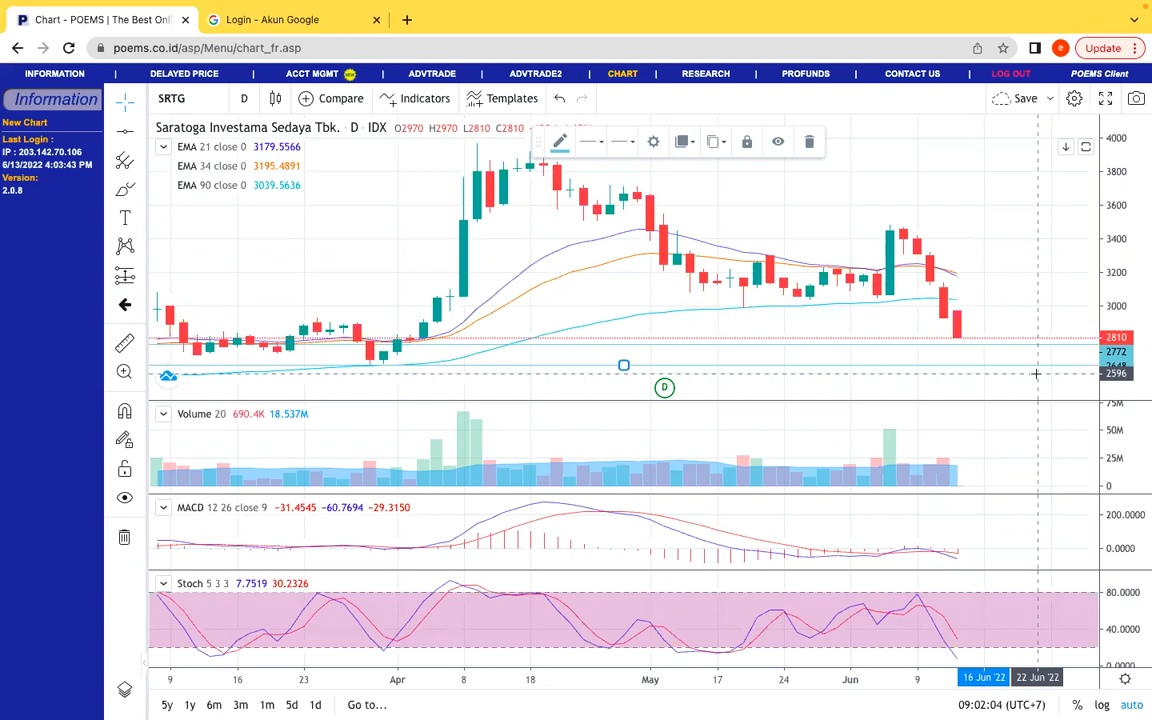 Chart - POEMS | The Best Onl
Login - Akun Google
poems.co.id/asp/Menu/chart_fr.asp
e
Update
INFORMATION | DELAYED PRICE | ACCT MGMT NEW | ADVTRADE | ADVTRADE2 | CHART | RESEARCH | PROFUNDS | CONTACT US | LOG OUT POEMS Client
Information
New Chart
Last Login :
IP : 203.142.70.106
6/13/2022 4:03:43 PM
Version:
2.0.8
SRTG D Compare Indicators Templates Save
Saratoga Investama Sedaya Tbk. · D · IDX O2970 H2970 L2810 C2810
EMA 21 close 0 3179.5566
EMA 34 close 0 3195.4891
EMA 90 close 0 3039.5636
4000
3800
3600
3400
3200
3000
2810
2772
2596
D
Volume 20 690.4K 18.537M
75M
50M
25M
0
MACD 12 26 close 9 −31.4545 −60.7694 −29.3150
200.0000
0.0000
Stoch 5 3 3 7.7519 30.2326
80.0000
40.0000
0.0000
9 16 23 Apr 8 18 May 17 24 Jun 9 16 Jun '22 22 Jun '22
5y 1y 6m 3m 1m 5d 1d Go to... 09:02:04 (UTC+7) % log auto